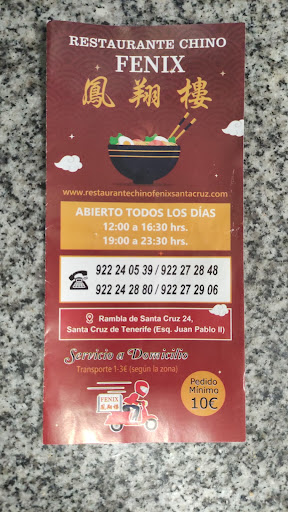 RESTAURANTE CHINO
FENIX
鳳翔樓
www.restaurantechinofenixsantacruz.com
ABIERTO TODOS LOS DÍAS
12:00 a 16:30 hrs.
19:00 a 23:30 hrs.
922 24 05 39 / 922 27 28 48
922 24 28 80 / 922 27 29 06
Rambla de Santa Cruz 24,
Santa Cruz de Tenerife (Esq. Juan Pablo II)
Servicio a Domicilio
Transporte 1-3€ (según la zona)
FENIX
鳳翔樓
Pedido
Mínimo
10€